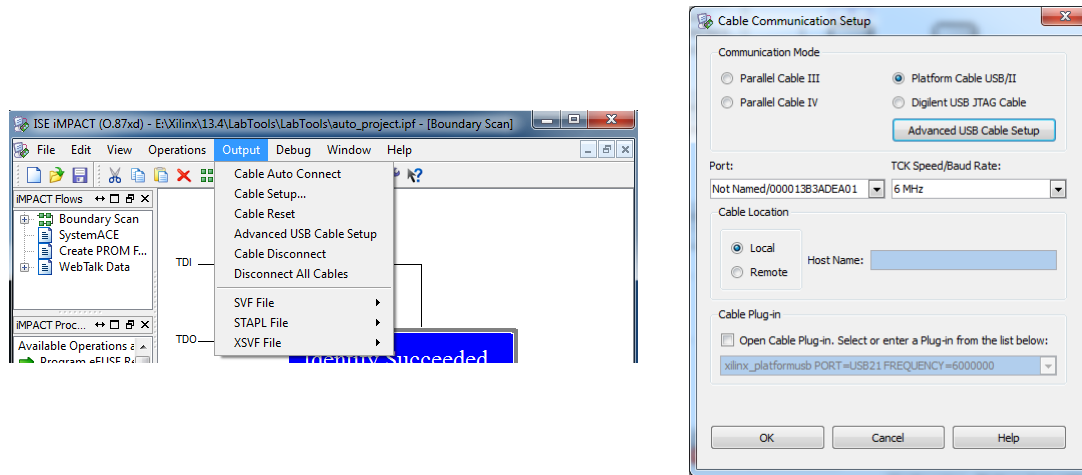 ISE iMPACT (O.87xd) - E:\Xilinx\13.4\LabTools\LabTools\auto_project.ipf - [Boundary Scan]
File Edit View Operations Output Debug Window Help
Cable Auto Connect
Cable Setup...
Cable Reset
Advanced USB Cable Setup
Cable Disconnect
Disconnect All Cables
SVF File
STAPL File
XSVF File
iMPACT Flows
Boundary Scan
SystemACE
Create PROM F...
WebTalk Data
iMPACT Proc...
Available Operations a
Program eFUSE Re
TDI
TDO
Identify Succeeded
Cable Communication Setup
Communication Mode
Parallel Cable III
Platform Cable USB/II
Parallel Cable IV
Digilent USB JTAG Cable
Advanced USB Cable Setup
Port:
TCK Speed/Baud Rate:
Not Named/000013B3ADEA01
6 MHz
Cable Location
Local
Remote
Host Name:
Cable Plug-in
Open Cable Plug-in. Select or enter a Plug-in from the list below:
xilinx_platformusb PORT=USB21 FREQUENCY=6000000
OK Cancel Help